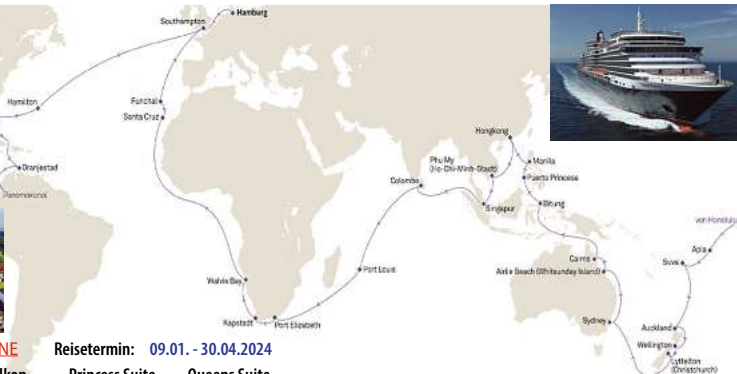 Hamburg
Southampton
Hamilton
Funchal
Santa Cruz
Oranjestad
Panamakanal
Hongkong
Phu My
(Ho-Chi-Minh-Stadt)
Manila
Puerto Princesa
Colombo
Singapur
Bitung
von Honolulu
Apia
Suva
Cairns
Airlie Beach (Whitsunday Island)
Port Louis
Walvis Bay
Kapstadt
Port Elizabeth
Sydney
Auckland
Wellington
Lyttelton
(Christchurch)
NE Reisetermin: 09.01. - 30.04.2024
lkon Princess Suite Queens Suite